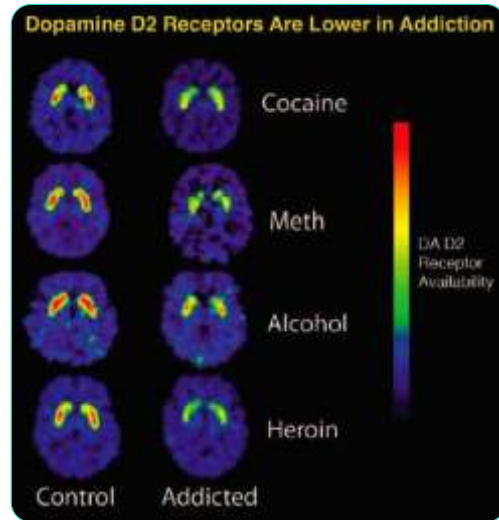 Dopamine D2 Receptors Are Lower in Addiction
Cocaine
Meth
DA D2
Receptor
Availability
Alcohol
Heroin
Control
Addicted